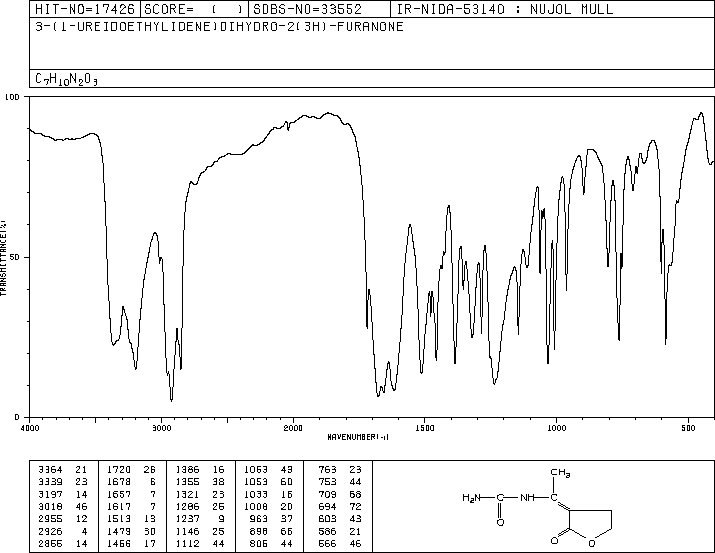 HIT-NO=17426 SCORE= ( ) SDBS-NO=33552 IR-NIDA-53140 : NUJOL MULL
3-(1-UREIDOETHYLIDENE)DIHYDRO-2(3H)-FURANONE
C7H10N2O3
100
50
0
TRANSMITTANCE(%)
4000 3000 2000 1500 1000 500
WAVENUMBER(-1)
3364 21 1720 26 1386 16 1063 43 763 23
3339 23 1678 6 1355 38 1053 60 753 44
3197 14 1657 7 1321 23 1033 16 709 68
3018 46 1617 7 1286 25 1008 20 694 72
2955 12 1513 13 1237 9 963 37 603 43
2926 4 1479 30 1146 25 898 66 586 21
2855 14 1456 17 1112 44 806 44 566 46
CH3
H2N C NH C
O
O O